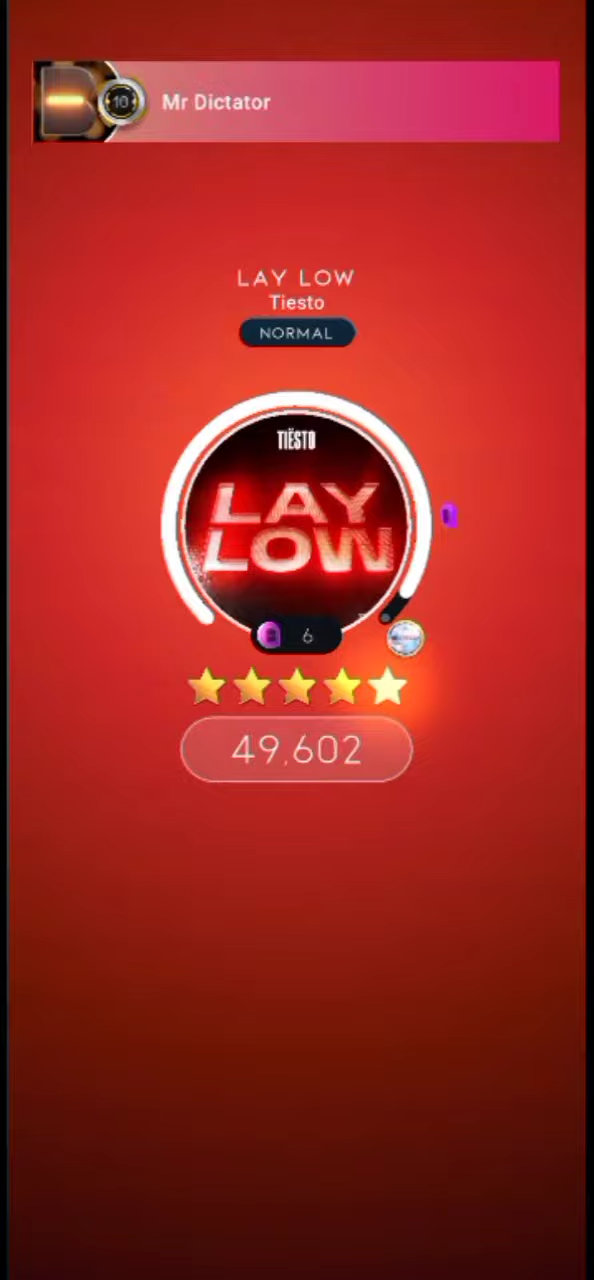 10
Mr Dictator
LAY LOW
Tiesto
NORMAL
TIËSTO
LAY
LOW
6
49,602